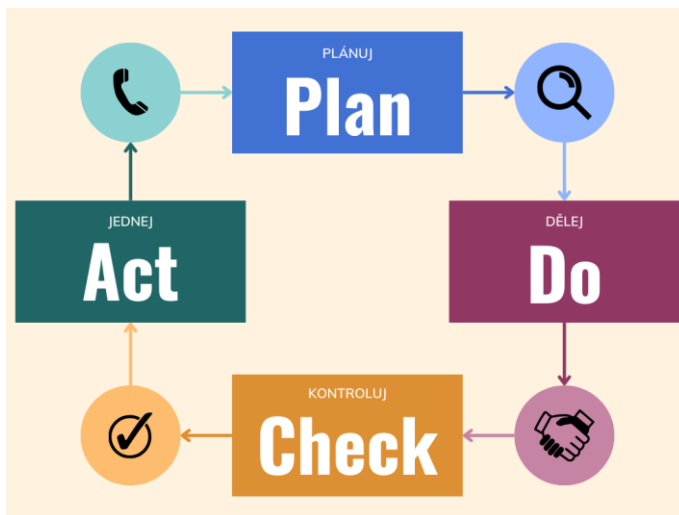 PLÁNUJ
Plan
JEDNEJ
Act
DĚLEJ
Do
KONTROLUJ
Check